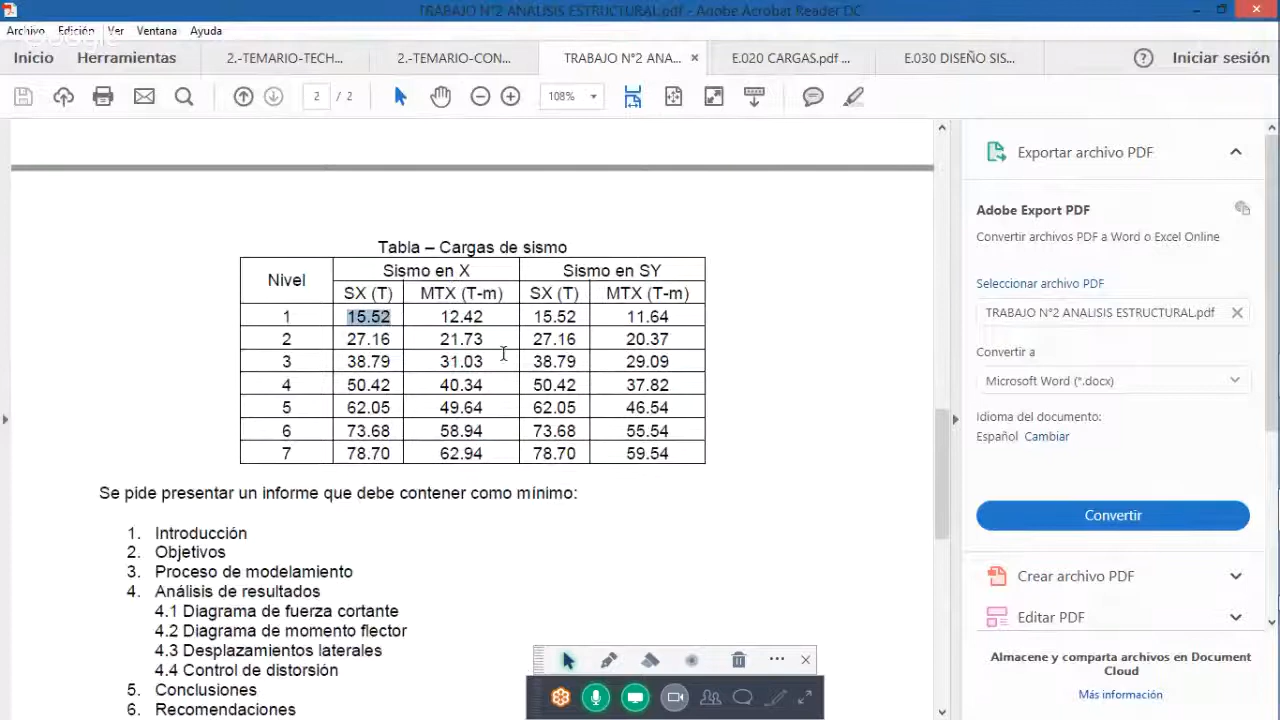 TRABAJO N°2 ANALISIS ESTRUCTURAL.pdf - Adobe Acrobat Reader DC
Archivo Edición Ver Ventana Ayuda
Google
Inicio Herramientas 2.-TEMARIO-TECH... 2.-TEMARIO-CON... TRABAJO N°2 ANA... × E.020 CARGAS.pdf ... E.030 DISEÑO SIS... Iniciar sesión
2 / 2 108%
Tabla – Cargas de sismo
Nivel Sismo en X Sismo en SY
SX (T) MTX (T-m) SX (T) MTX (T-m)
1 15.52 12.42 15.52 11.64
2 27.16 21.73 27.16 20.37
3 38.79 31.03 38.79 29.09
4 50.42 40.34 50.42 37.82
5 62.05 49.64 62.05 46.54
6 73.68 58.94 73.68 55.54
7 78.70 62.94 78.70 59.54
Se pide presentar un informe que debe contener como mínimo:
1. Introducción
2. Objetivos
3. Proceso de modelamiento
4. Análisis de resultados
4.1 Diagrama de fuerza cortante
4.2 Diagrama de momento flector
4.3 Desplazamientos laterales
4.4 Control de distorsión
5. Conclusiones
6. Recomendaciones
Exportar archivo PDF
Adobe Export PDF
Convertir archivos PDF a Word o Excel Online
Seleccionar archivo PDF
TRABAJO N°2 ANALISIS ESTRUCTURAL.pdf
Convertir a
Microsoft Word (*.docx)
Idioma del documento:
Español Cambiar
Convertir
Crear archivo PDF
Editar PDF
Almacene y comparta archivos en Document
Cloud
Más información